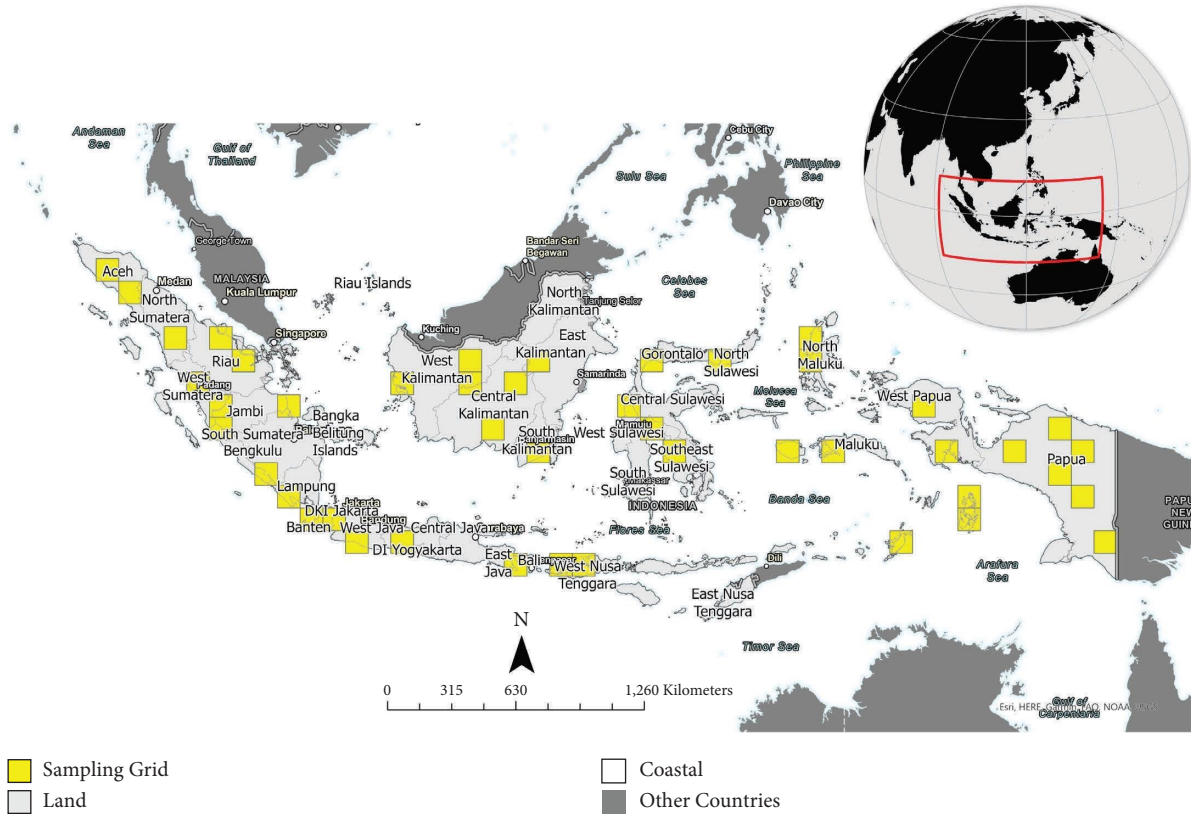 Andaman
Sea
Gulf of
Thailand
Cebu City
Sulu Sea
Philippine
Sea
Davao City
George Town
Bandar Seri
Begawan
Aceh
Medan
MALAYSIA
Kuala Lumpur
Riau Islands
Celebes
Sea
North
Sumatera
North
Kalimantan
Tanjung Selor
Singapore
Kuching
East
Kalimantan
Riau
West
Kalimantan
Gorontalo
North
Sulawesi
North
Maluku
Samarinda
West
Sumatera
Padang
Molucca
Sea
West Papua
Central
Kalimantan
Central Sulawesi
Jambi
Bangka
Belitung
Islands
Mamuju
West Sulawesi
South Sumatera
Bengkulu
South
Kalimantan
Banjarmasin
Southeast
Sulawesi
Maluku
Papua
South
Sulawesi
Makassar
INDONESIA
Lampung
Banda Sea
DKI Jakarta
Jakarta
Banten
West Java
Bandung
Central Java
DI Yogyakarta
Flores Sea
East
Java
Bali
West Nusa
Tenggara
Dili
Arafura
Sea
East Nusa
Tenggara
NEW
Timor Sea
Gulf of
Carpentaria
N
0 315 630 1,260 Kilometers
Esri, HERE, Garmin, FAO, NOAA, USGS
Sampling Grid
Land
Coastal
Other Countries